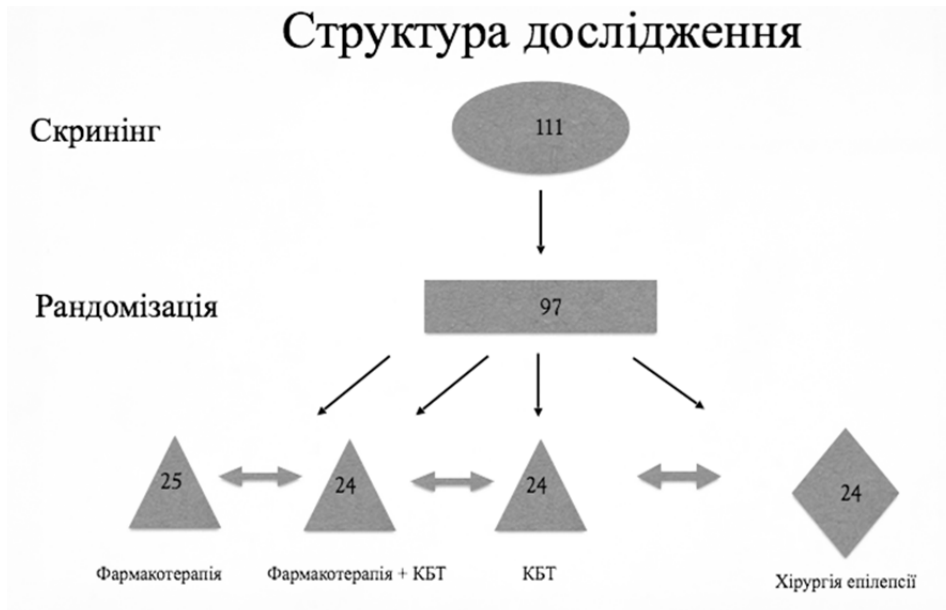 Структура дослідження
Скринінг
111
Рандомізація
97
25
24
24
24
Фармакотерапія
Фармакотерапія + КБТ
КБТ
Хірургія епілепсії